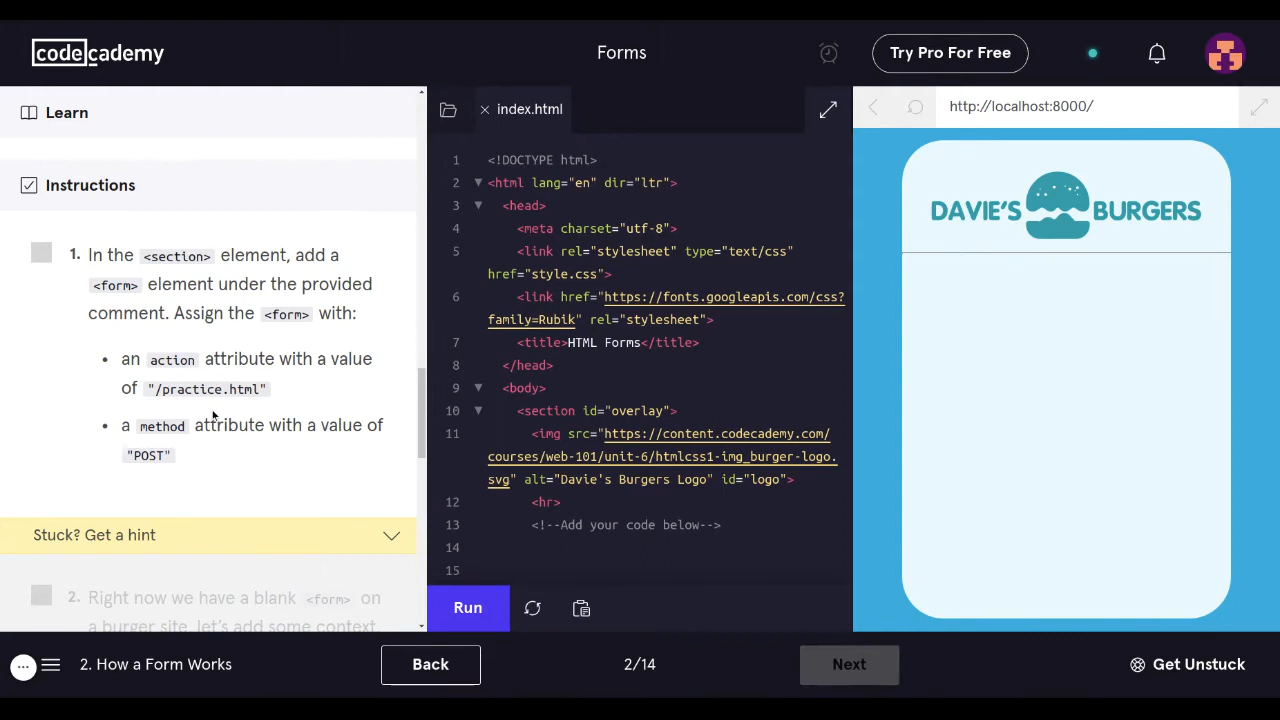 codecademy
Forms
Try Pro For Free
Learn
Instructions
1. In the <section> element, add a
<form> element under the provided
comment. Assign the <form> with:
• an action attribute with a value
of "/practice.html"
• a method attribute with a value of
"POST"
Stuck? Get a hint
2. Right now we have a blank <form> on
a burger site, let's add some context.
index.html
1 <!DOCTYPE html>
2 <html lang="en" dir="ltr">
3 <head>
4 <meta charset="utf-8">
5 <link rel="stylesheet" type="text/css"
href="style.css">
6 <link href="https://fonts.googleapis.com/css?
family=Rubik" rel="stylesheet">
7 <title>HTML Forms</title>
8 </head>
9 <body>
10 <section id="overlay">
11 <img src="https://content.codecademy.com/
courses/web-101/unit-6/htmlcss1-img_burger-logo.
svg" alt="Davie's Burgers Logo" id="logo">
12 <hr>
13 <!--Add your code below-->
14
15
Run
http://localhost:8000/
DAVIE'S BURGERS
2. How a Form Works
Back
2/14
Next
Get Unstuck